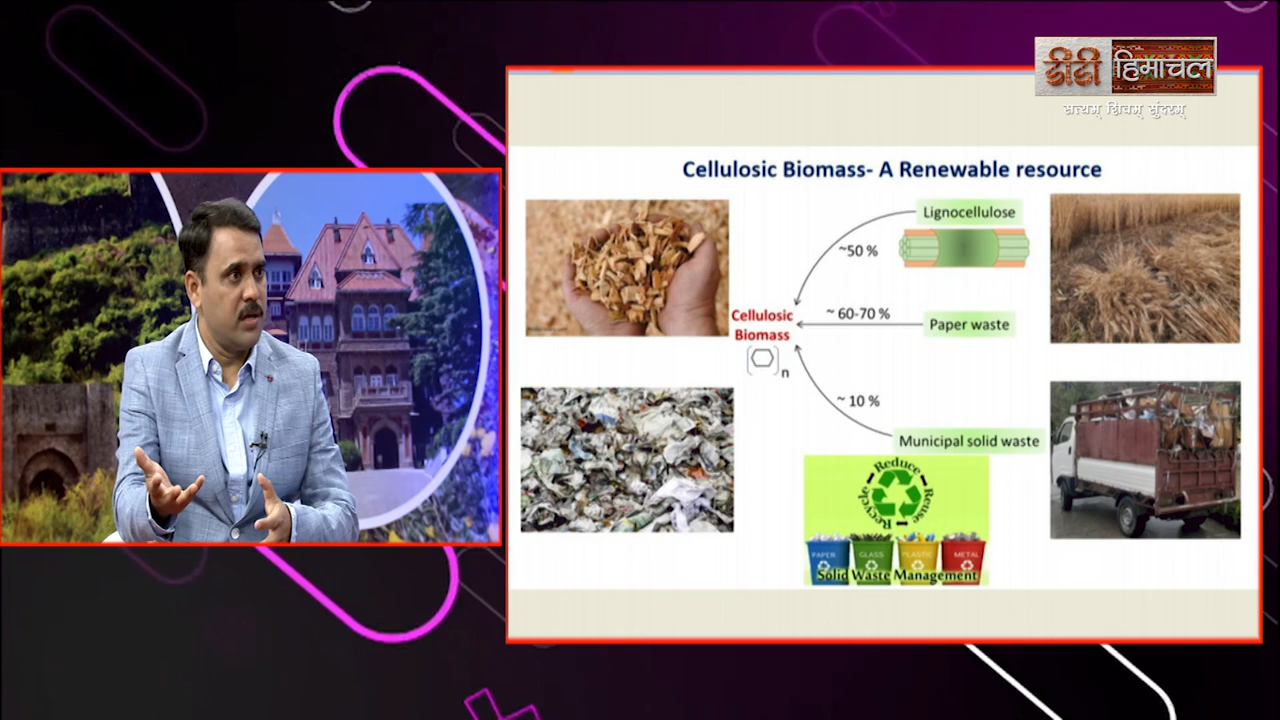 डीडी हिमाचल
सत्यम् शिवम् सुंदरम्
Cellulosic Biomass- A Renewable resource
Lignocellulose
~50 %
~ 60-70 %
Cellulosic
Biomass
n
Paper waste
~ 10 %
Municipal solid waste
Reduce
Reuse
Recycle
PAPER
GLASS
PLASTIC
METAL
Solid Waste Management